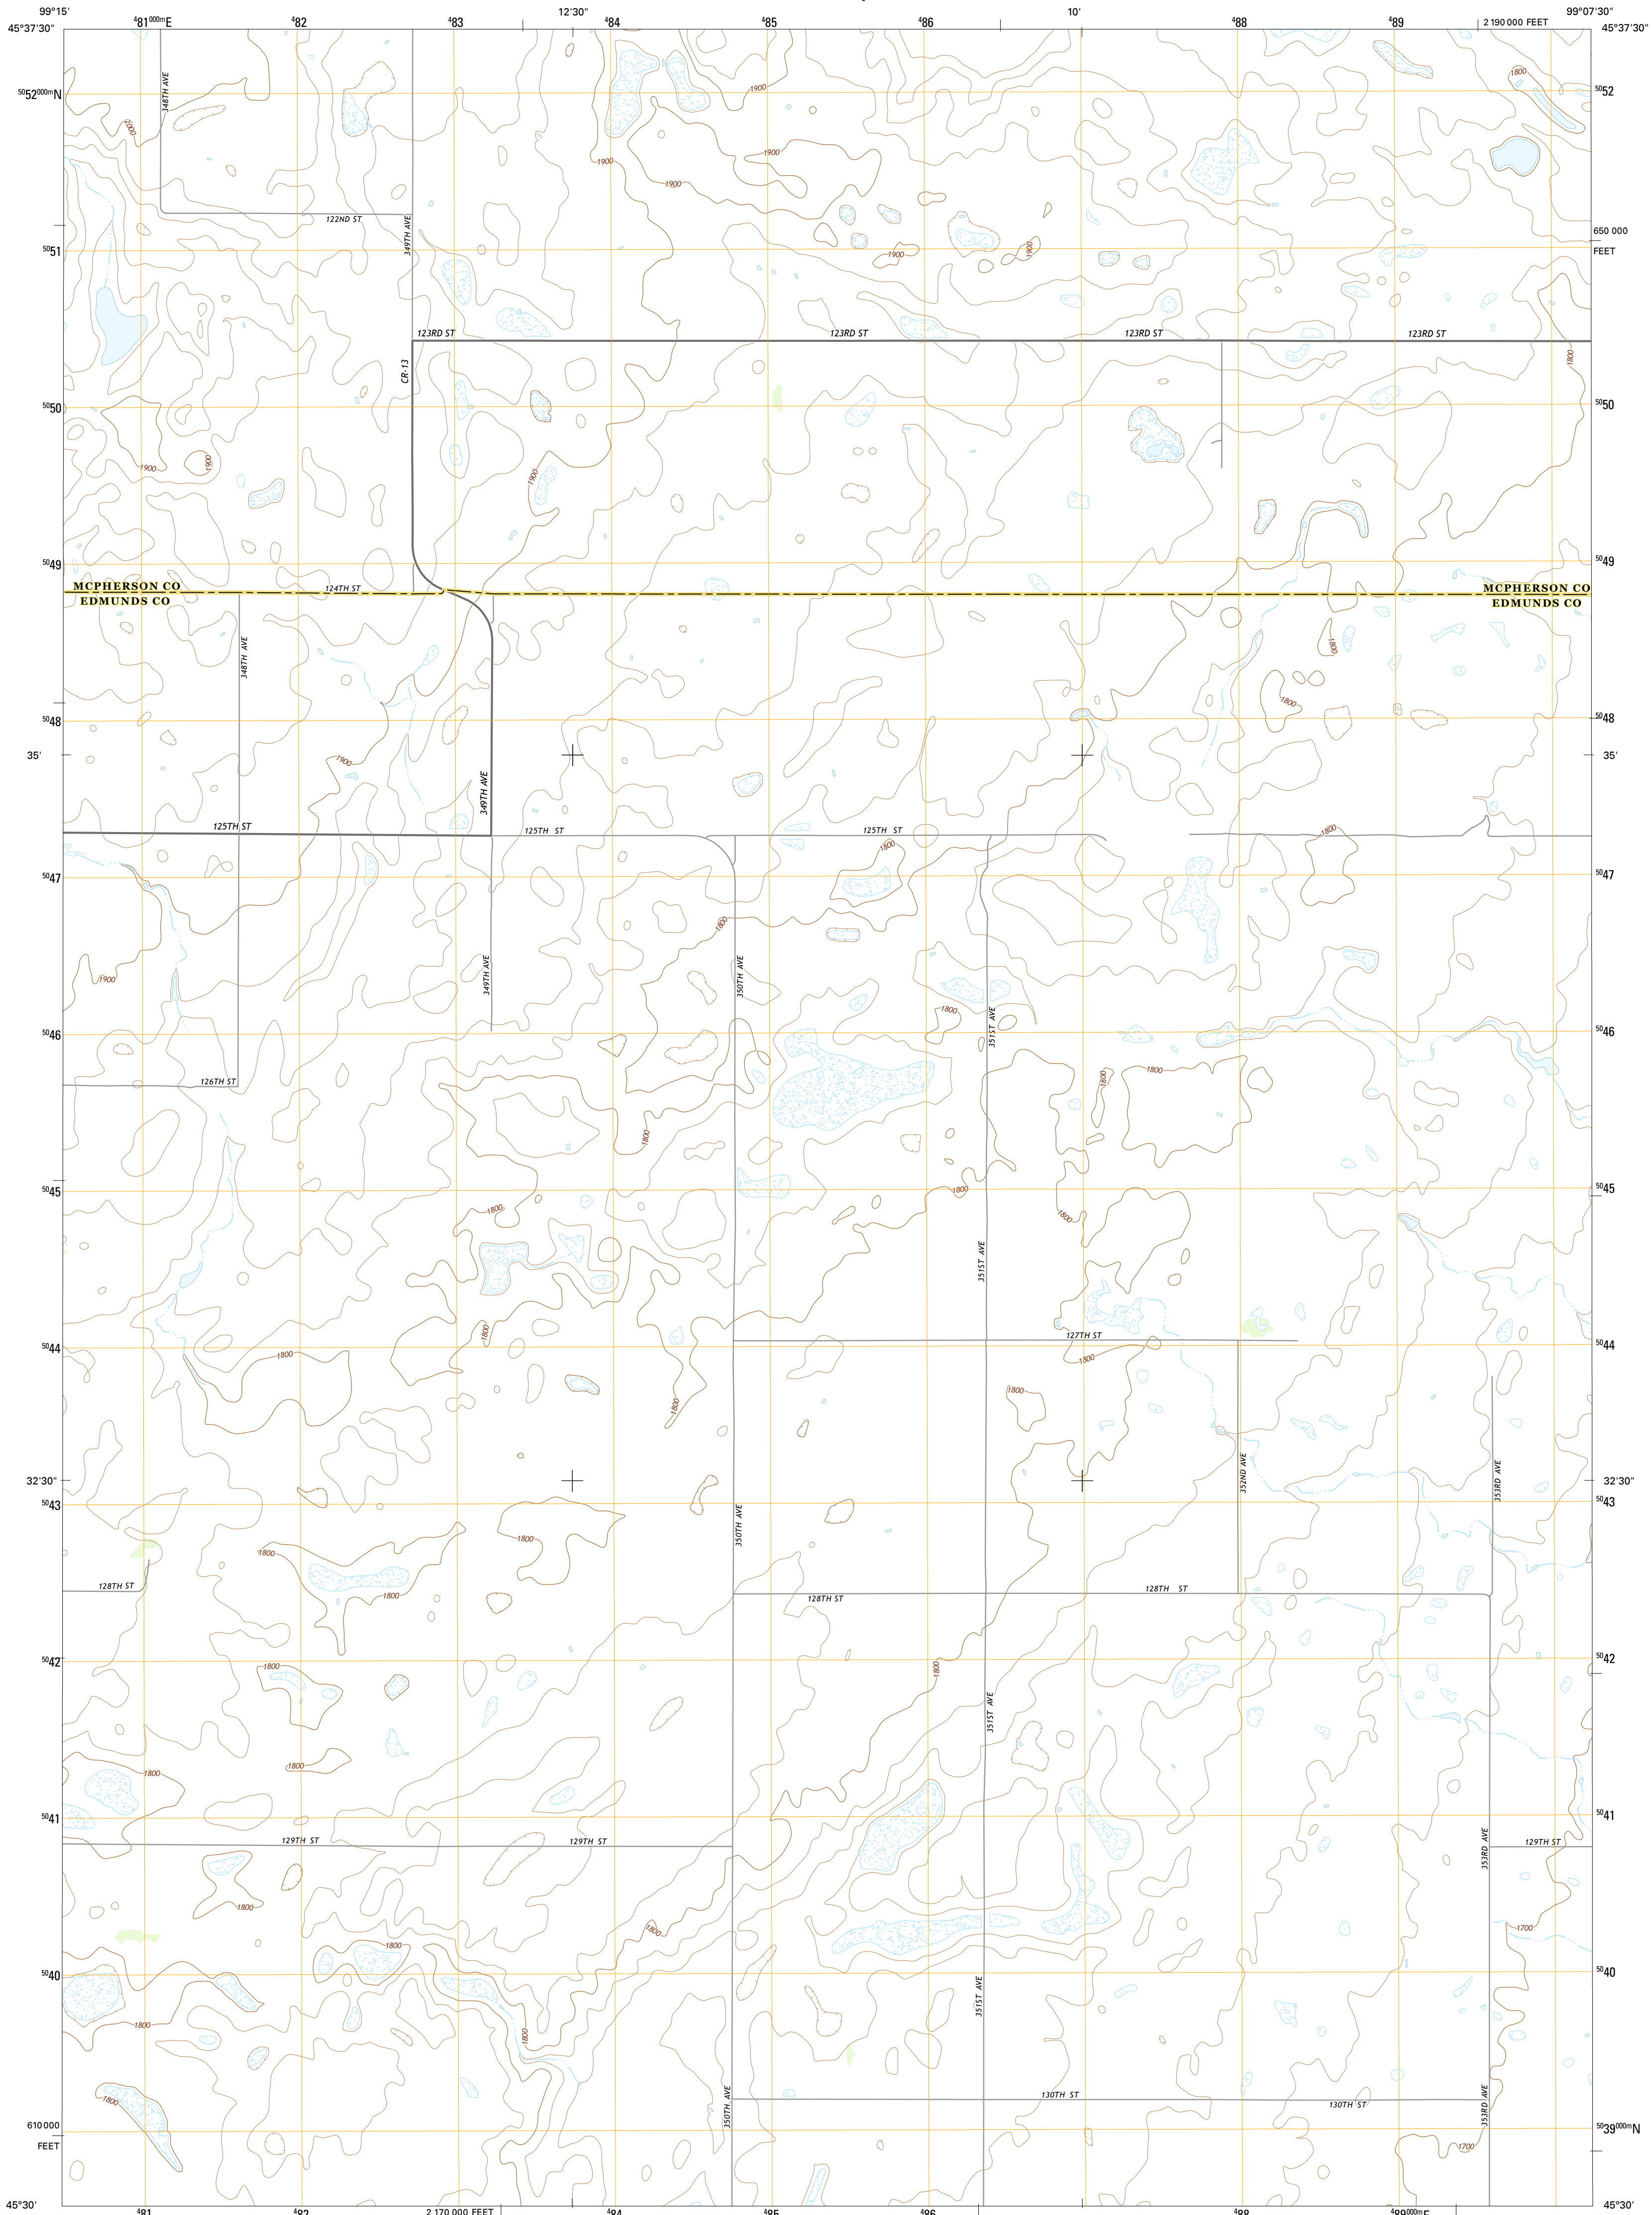 99°15'
⁴81⁰⁰⁰ᵐE
⁴82
⁴83
12'30"
⁴84
⁴85
⁴86
10'
⁴88
⁴89
2 190 000 FEET
99°07'30"
45°37'30"
45°37'30"
⁵⁰52⁰⁰⁰ᵐN
348TH AVE
2000
1900
1900
1900
1900
1800
⁵⁰52
122ND ST
349TH AVE
1900
1900
650 000
FEET
⁵⁰51
123RD ST
123RD ST
123RD ST
123RD ST
CR-13
1800
⁵⁰50
⁵⁰50
1900
1900
1900
⁵⁰49
⁵⁰49
MCPHERSON CO
124TH ST
MCPHERSON CO
EDMUNDS CO
EDMUNDS CO
348TH AVE
1800
1800
⁵⁰48
⁵⁰48
35'
1900
35'
349TH AVE
125TH ST
125TH ST
125TH ST
1800
1800
⁵⁰47
⁵⁰47
1800
1900
349TH AVE
350TH AVE
1800
351ST AVE
⁵⁰46
⁵⁰46
126TH ST
1800
1800
1800
⁵⁰45
1800
⁵⁰45
1800
1800
351ST AVE
1800
127TH ST
⁵⁰44
1800
1800
⁵⁰44
1800
1800
32'30"
352ND AVE
353RD AVE
32'30"
⁵⁰43
350TH AVE
⁵⁰43
1800
1800
128TH ST
1800
128TH ST
128TH ST
⁵⁰42
1800
1800
⁵⁰42
351ST AVE
1800
1800
⁵⁰41
⁵⁰41
129TH ST
129TH ST
353RD AVE
129TH ST
1800
1800
1700
1800
⁵⁰40
⁵⁰40
351ST AVE
1800
1800
1800
350TH AVE
130TH ST
130TH ST
353RD AVE
610 000
FEET
⁵⁰39⁰⁰⁰ᵐN
1700
45°30'
45°30'
⁴81
⁴82
2 170 000 FEET
⁴84
⁴85
⁴86
⁴88
⁴89⁰⁰⁰ᵐE